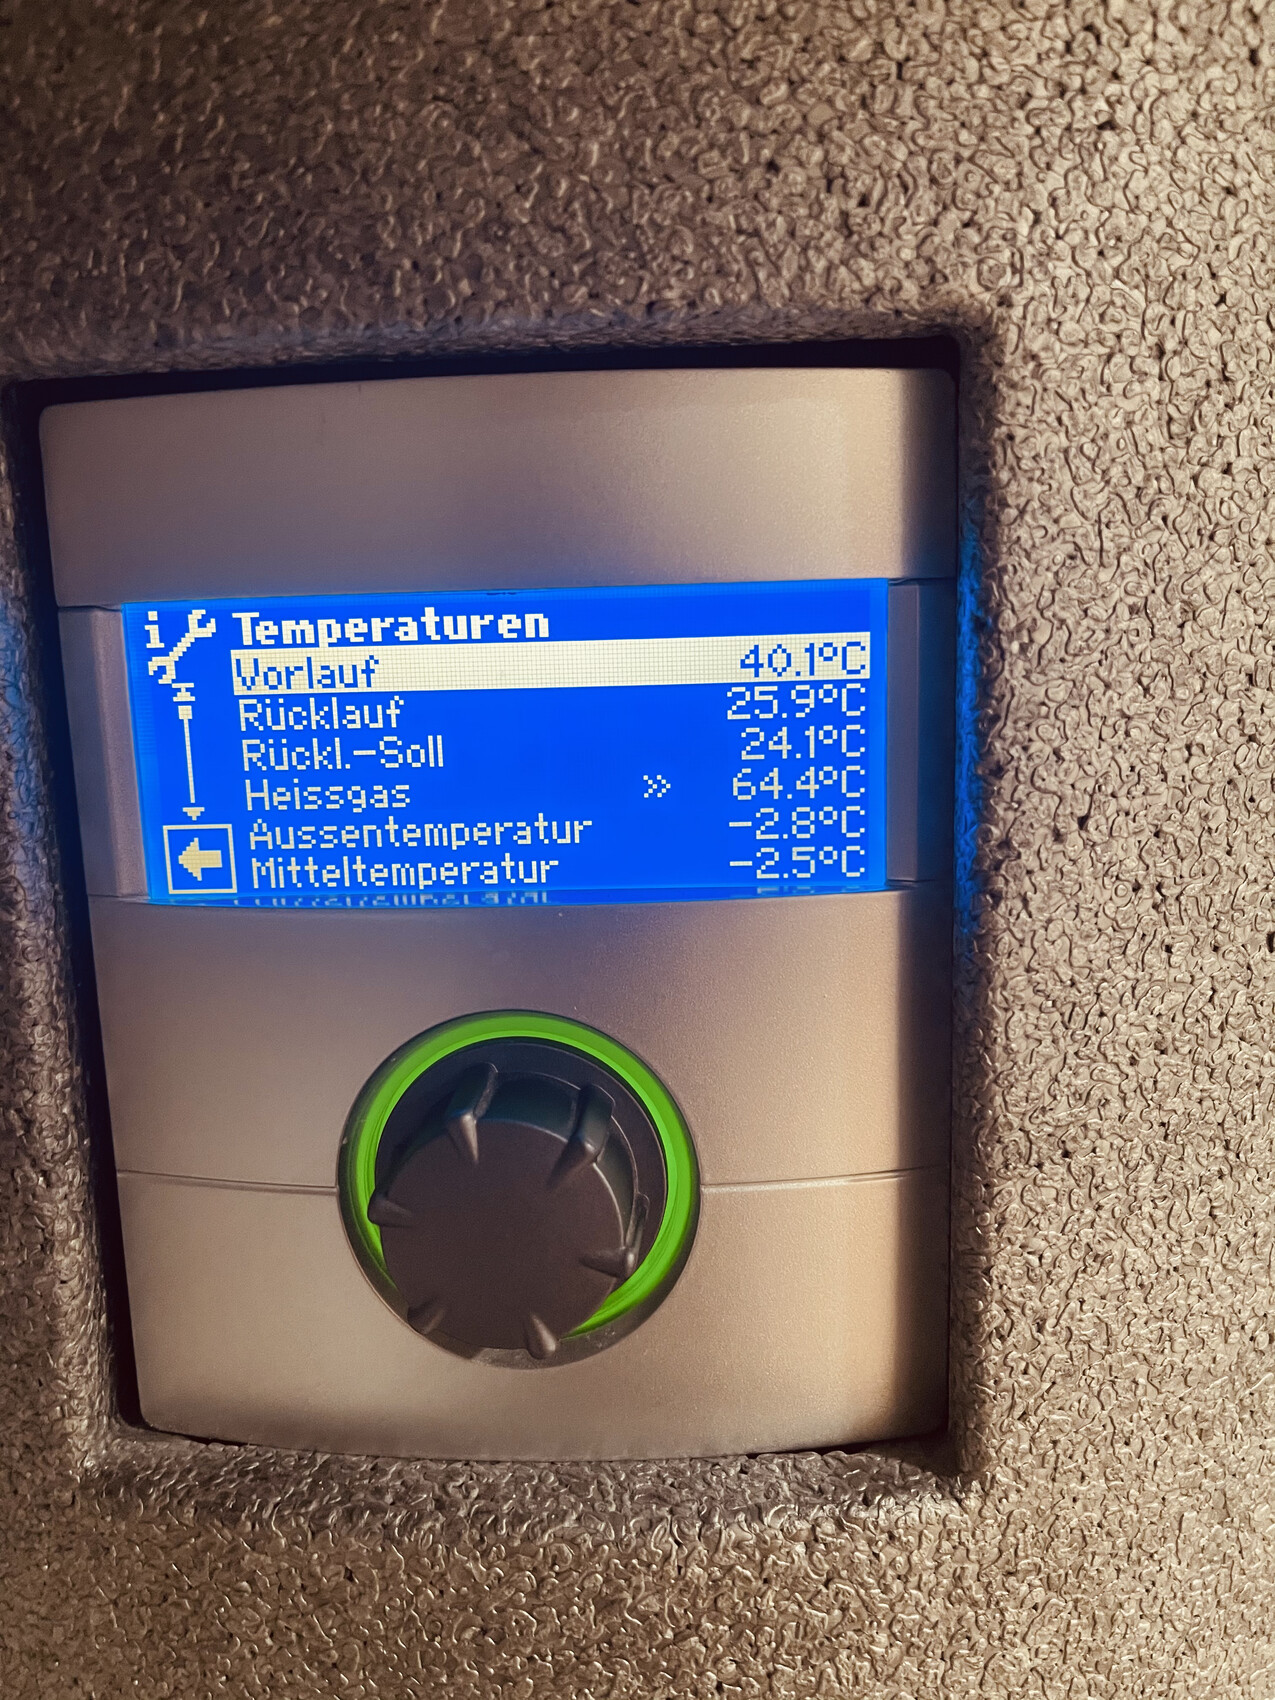 Temperaturen
Vorlauf 40.1°C
Rücklauf 25.9°C
Rückl.-Soll 24.1°C
Heissgas » 64.4°C
Aussentemperatur -2.8°C
Mitteltemperatur -2.5°C